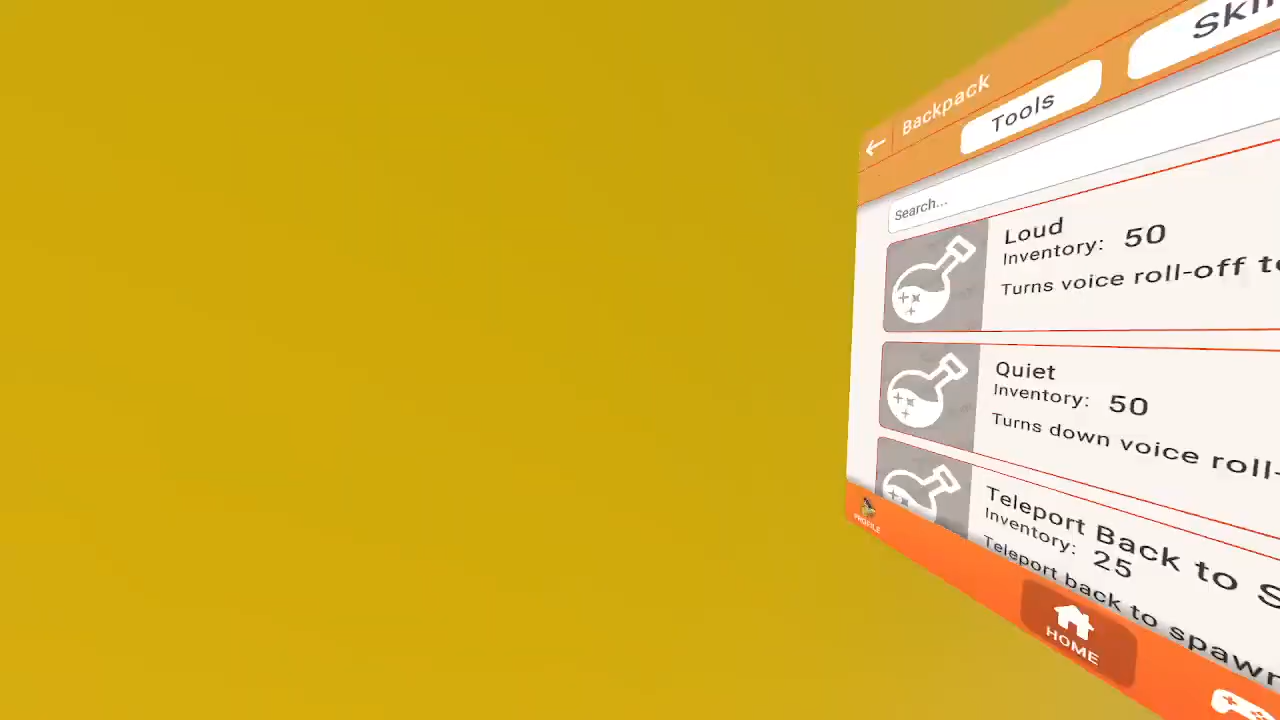 Backpack
Tools
Search...
Loud
Inventory: 50
Turns voice roll-off
Quiet
Inventory: 50
Turns down voice roll-
Teleport Back to
Inventory: 25
Teleport back to spawn
PROFILE
HOME